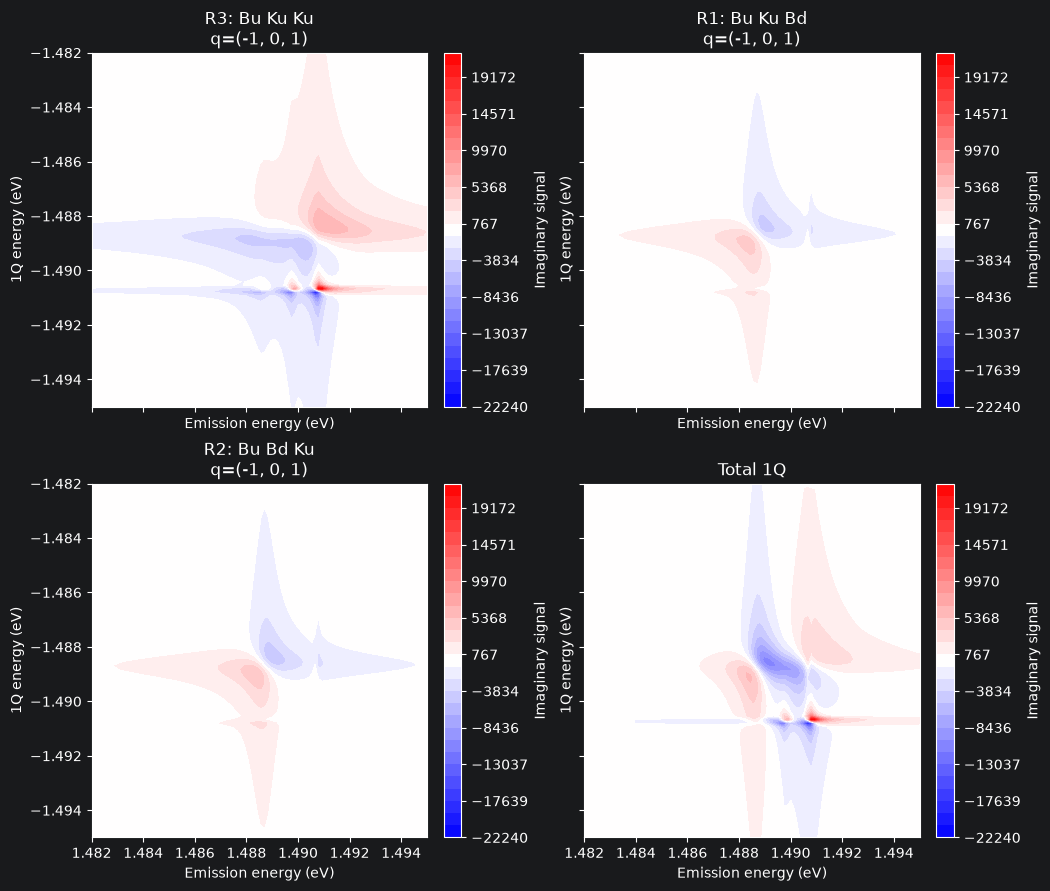 R3: Bu Ku Ku
q=(-1, 0, 1)
−1.482
−1.484
−1.486
−1.488
−1.490
−1.492
−1.494
1Q energy (eV)
Emission energy (eV)
19172
14571
9970
5368
767
−3834
−8436
−13037
−17639
−22240
Imaginary signal
R1: Bu Ku Bd
q=(-1, 0, 1)
1Q energy (eV)
Emission energy (eV)
19172
14571
9970
5368
767
−3834
−8436
−13037
−17639
−22240
Imaginary signal
R2: Bu Bd Ku
q=(-1, 0, 1)
−1.482
−1.484
−1.486
−1.488
−1.490
−1.492
−1.494
1Q energy (eV)
1.482 1.484 1.486 1.488 1.490 1.492 1.494
Emission energy (eV)
19172
14571
9970
5368
767
−3834
−8436
−13037
−17639
−22240
Imaginary signal
Total 1Q
1Q energy (eV)
1.482 1.484 1.486 1.488 1.490 1.492 1.494
Emission energy (eV)
19172
14571
9970
5368
767
−3834
−8436
−13037
−17639
−22240
Imaginary signal